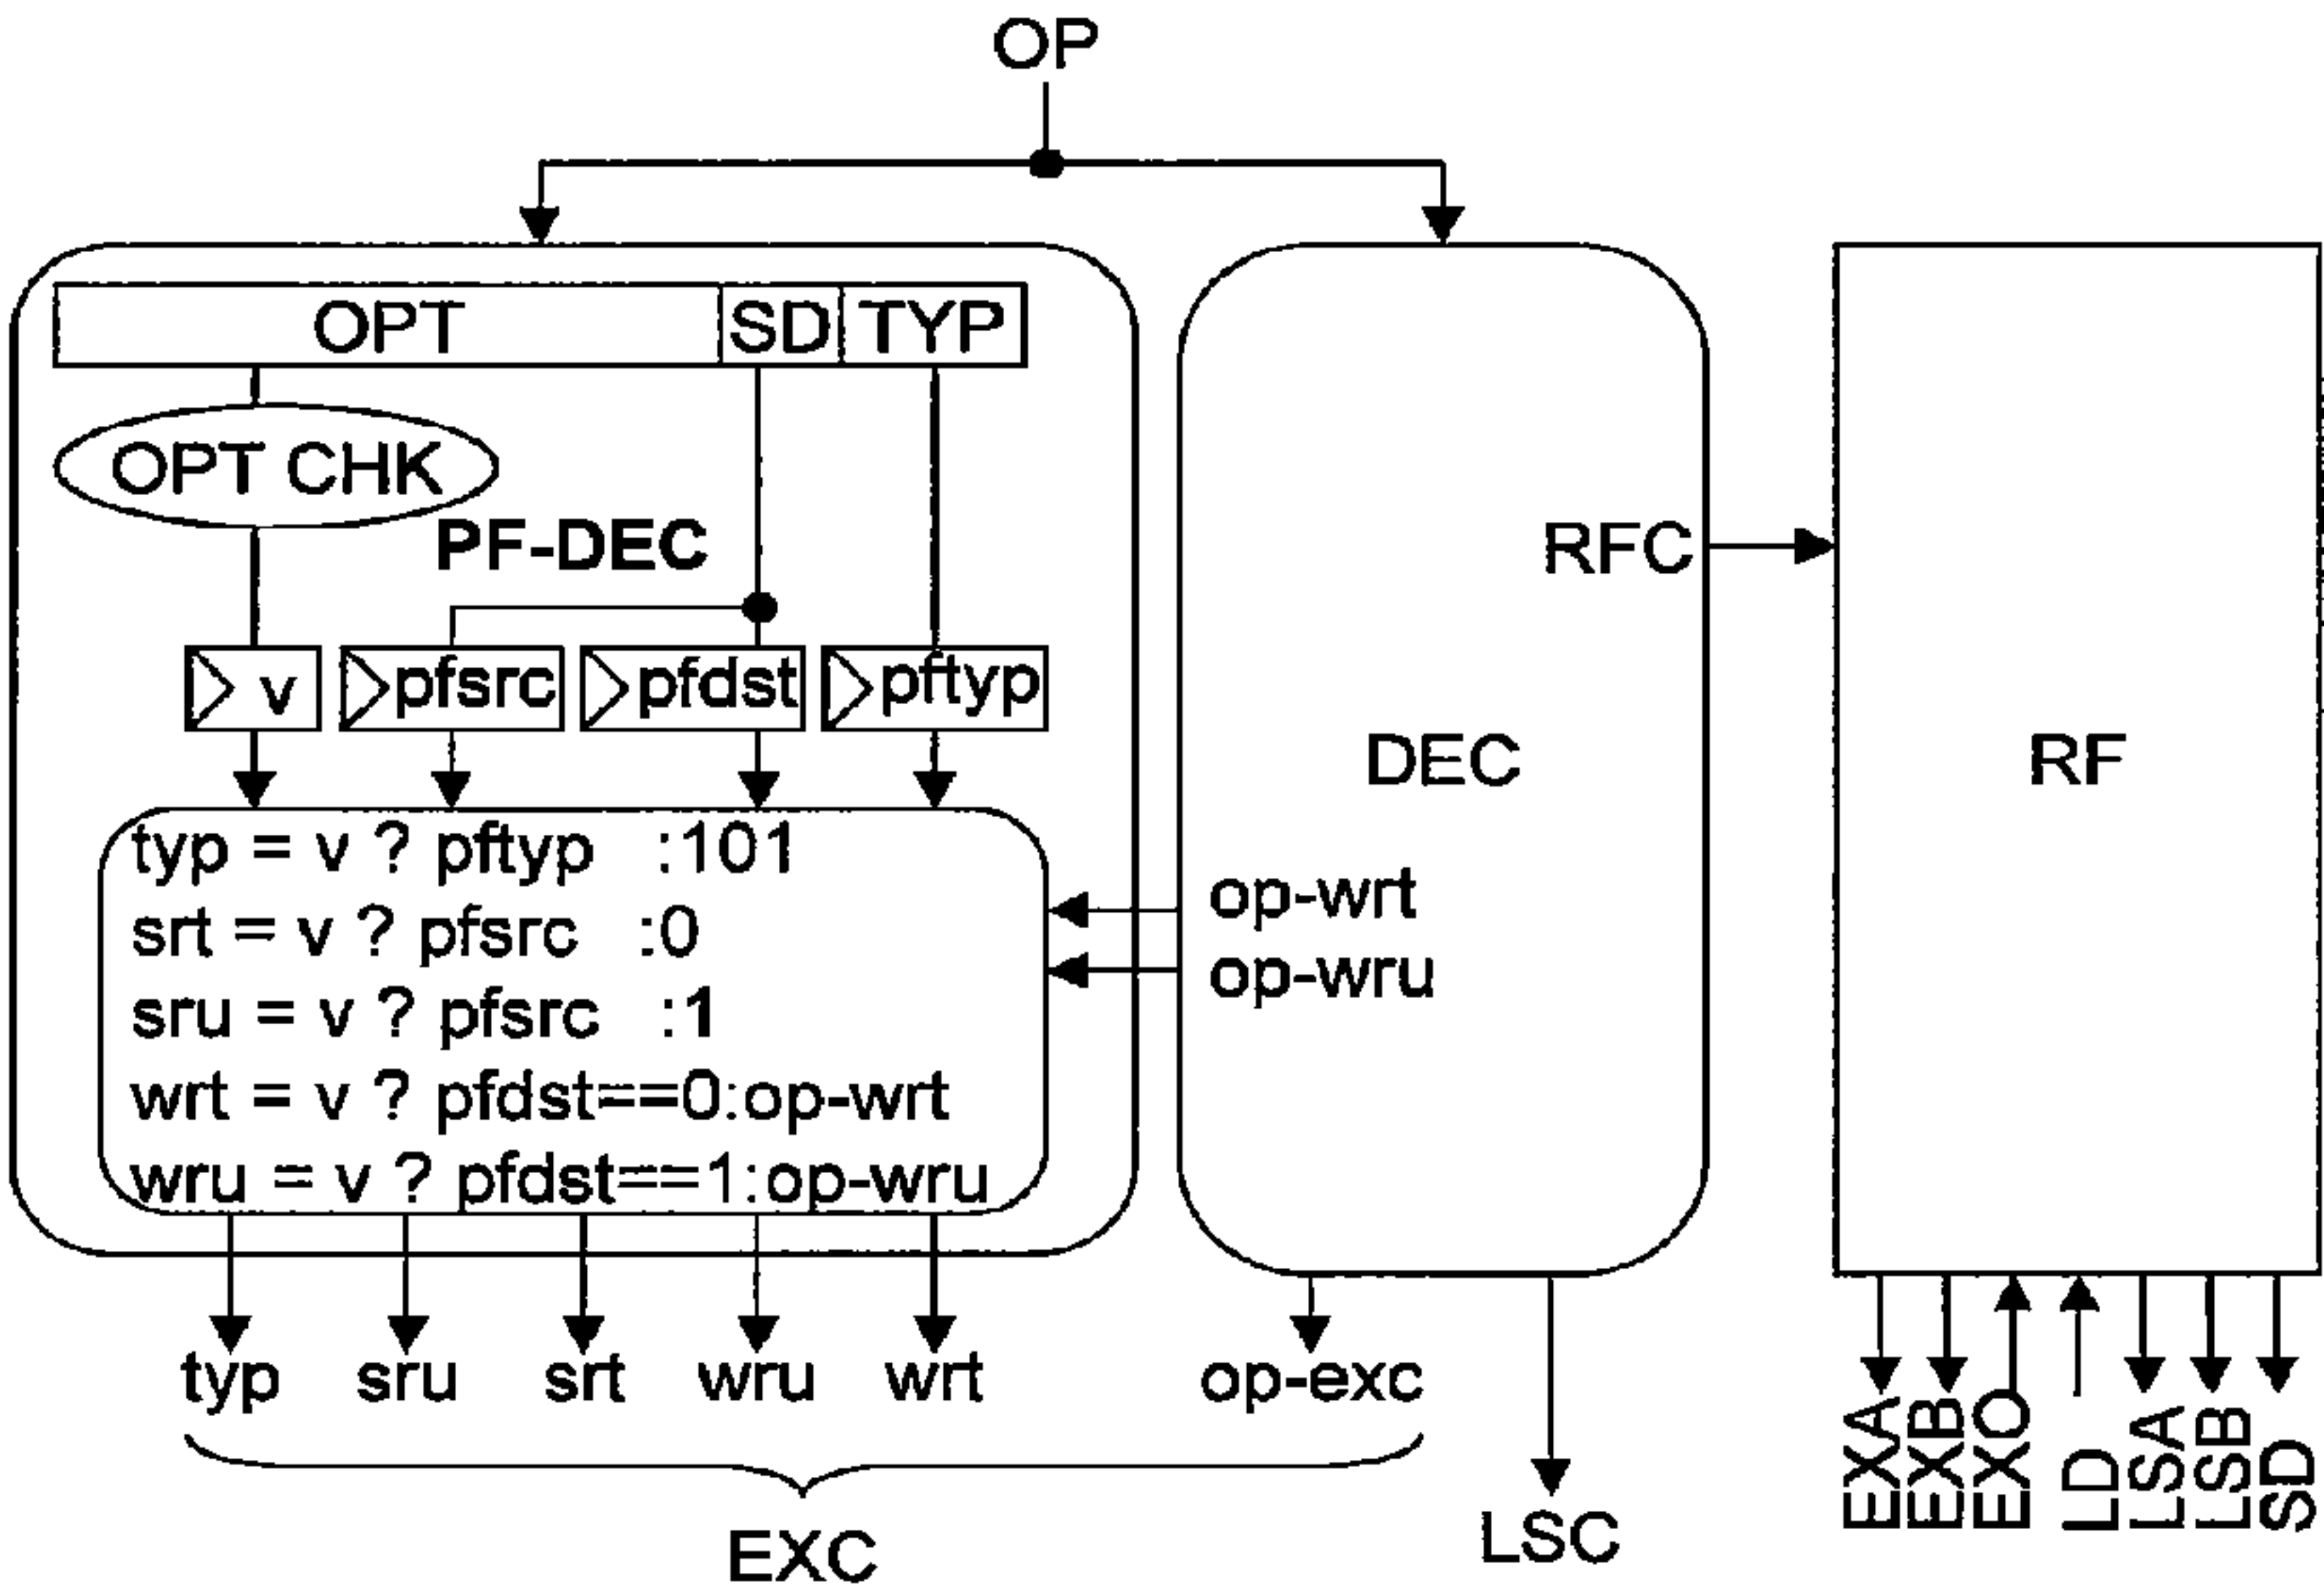 OP
OPT SD TYP
OPT CHK
PF-DEC
RFC
v pfsrc pfdst pftyp
DEC
RF
typ = v ? pftyp :101
srt = v ? pfsrc :0
sru = v ? pfsrc :1
wrt = v ? pfdst==0:op-wrt
wru = v ? pfdst==1:op-wru
op-wrt
op-wru
typ sru srt wru wrt op-exc
EXC
LSC
EXA
EXB
EXO
LD
LSA
LSB
SD